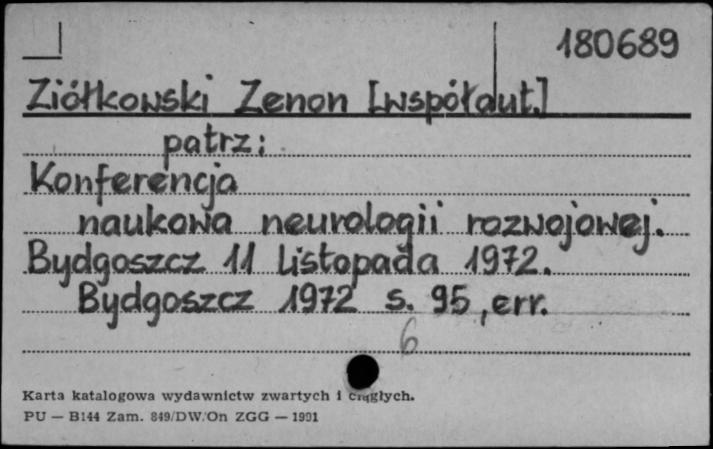 180689
Ziółkowski Zenon [współaut.]
patrz:
Konferencja
naukowa neurologii rozwojowej.
Bydgoszcz 11 listopada 1972.
Bydgoszcz 1972 s. 95, err.
6
Karta katalogowa wydawnictw zwartych i ciągłych.
PU — B144 Zam. 849/DW/On ZGG — 1991